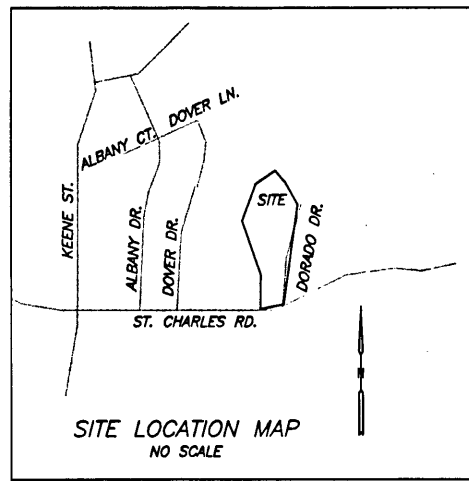 ALBANY CT.
DOVER LN.
KEENE ST.
ALBANY DR.
DOVER DR.
SITE
DORADO DR.
ST. CHARLES RD.
SITE LOCATION MAP
NO SCALE